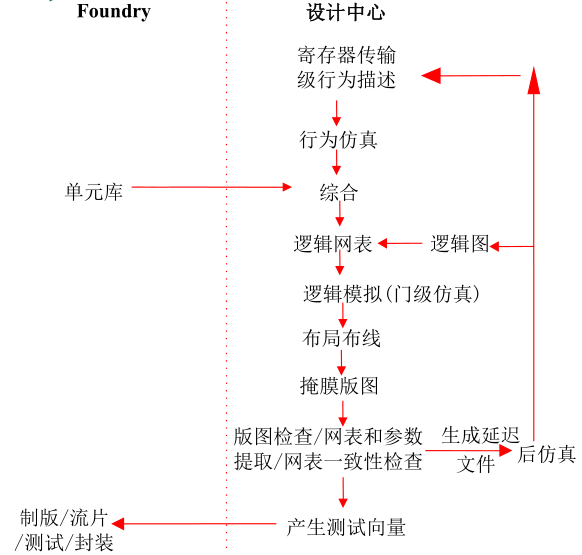 Foundry
设计中心
寄存器传输
级行为描述
行为仿真
单元库
综合
逻辑网表
逻辑图
逻辑模拟(门级仿真)
布局布线
掩膜版图
版图检查/网表和参数
提取/网表一致性检查
生成延迟
文件
后仿真
制版/流片
/测试/封装
产生测试向量